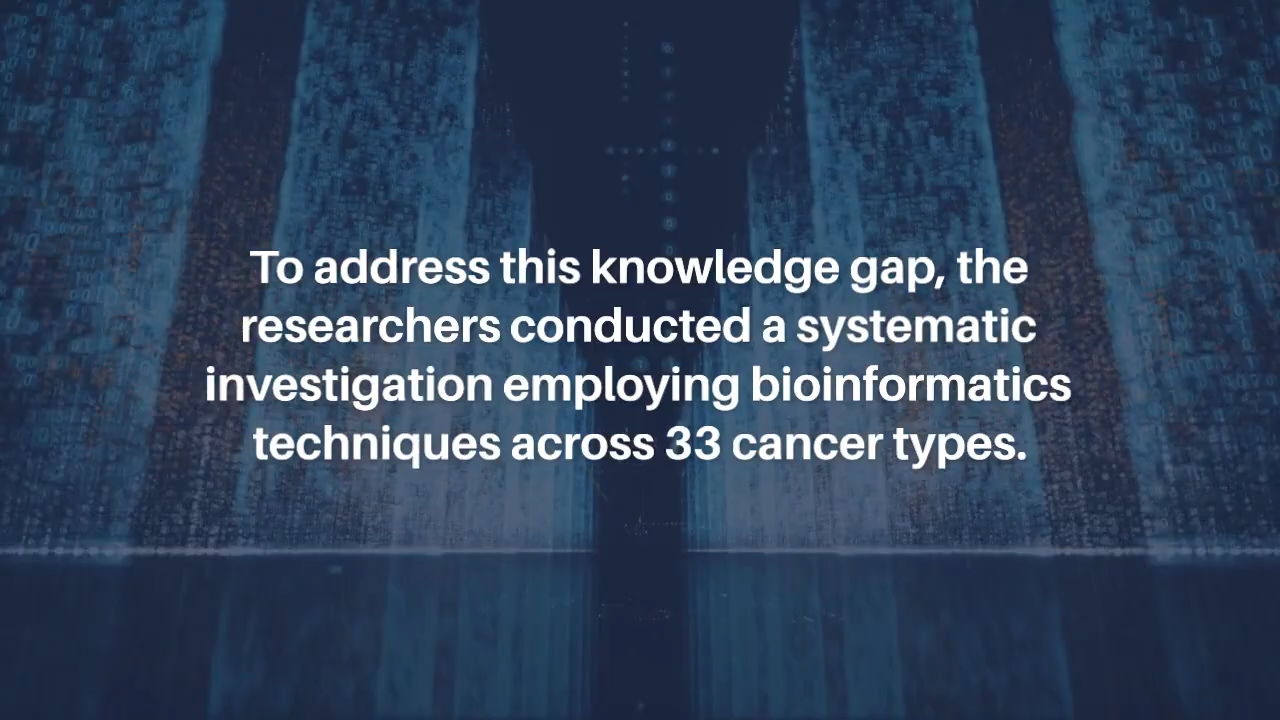 To address this knowledge gap, the
researchers conducted a systematic
investigation employing bioinformatics
techniques across 33 cancer types.